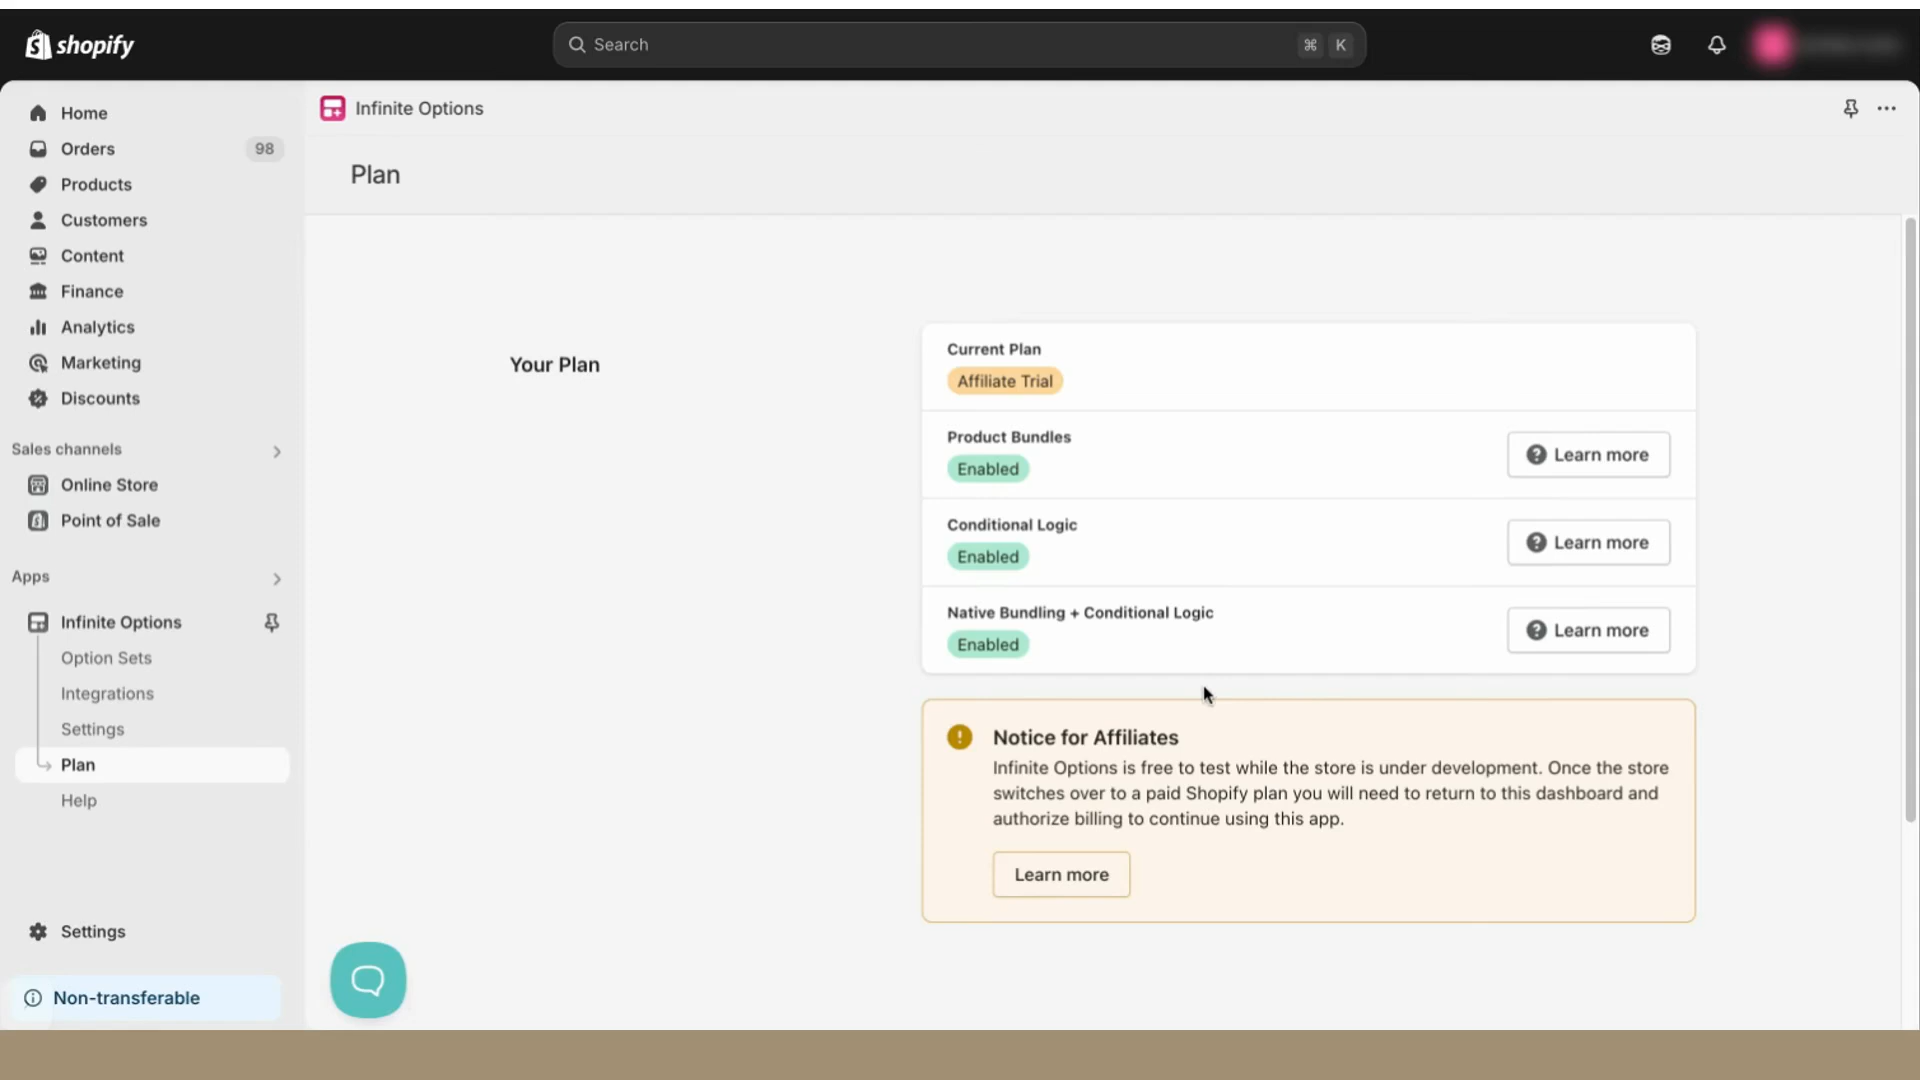 shopify
Search
⌘ K
Home
Orders 98
Products
Customers
Content
Finance
Analytics
Marketing
Discounts
Sales channels
Online Store
Point of Sale
Apps
Infinite Options
Option Sets
Integrations
Settings
Plan
Help
Settings
Non-transferable
Infinite Options
Plan
Your Plan
Current Plan
Affiliate Trial
Product Bundles
Enabled
Learn more
Conditional Logic
Enabled
Learn more
Native Bundling + Conditional Logic
Enabled
Learn more
Notice for Affiliates
Infinite Options is free to test while the store is under development. Once the store
switches over to a paid Shopify plan you will need to return to this dashboard and
authorize billing to continue using this app.
Learn more